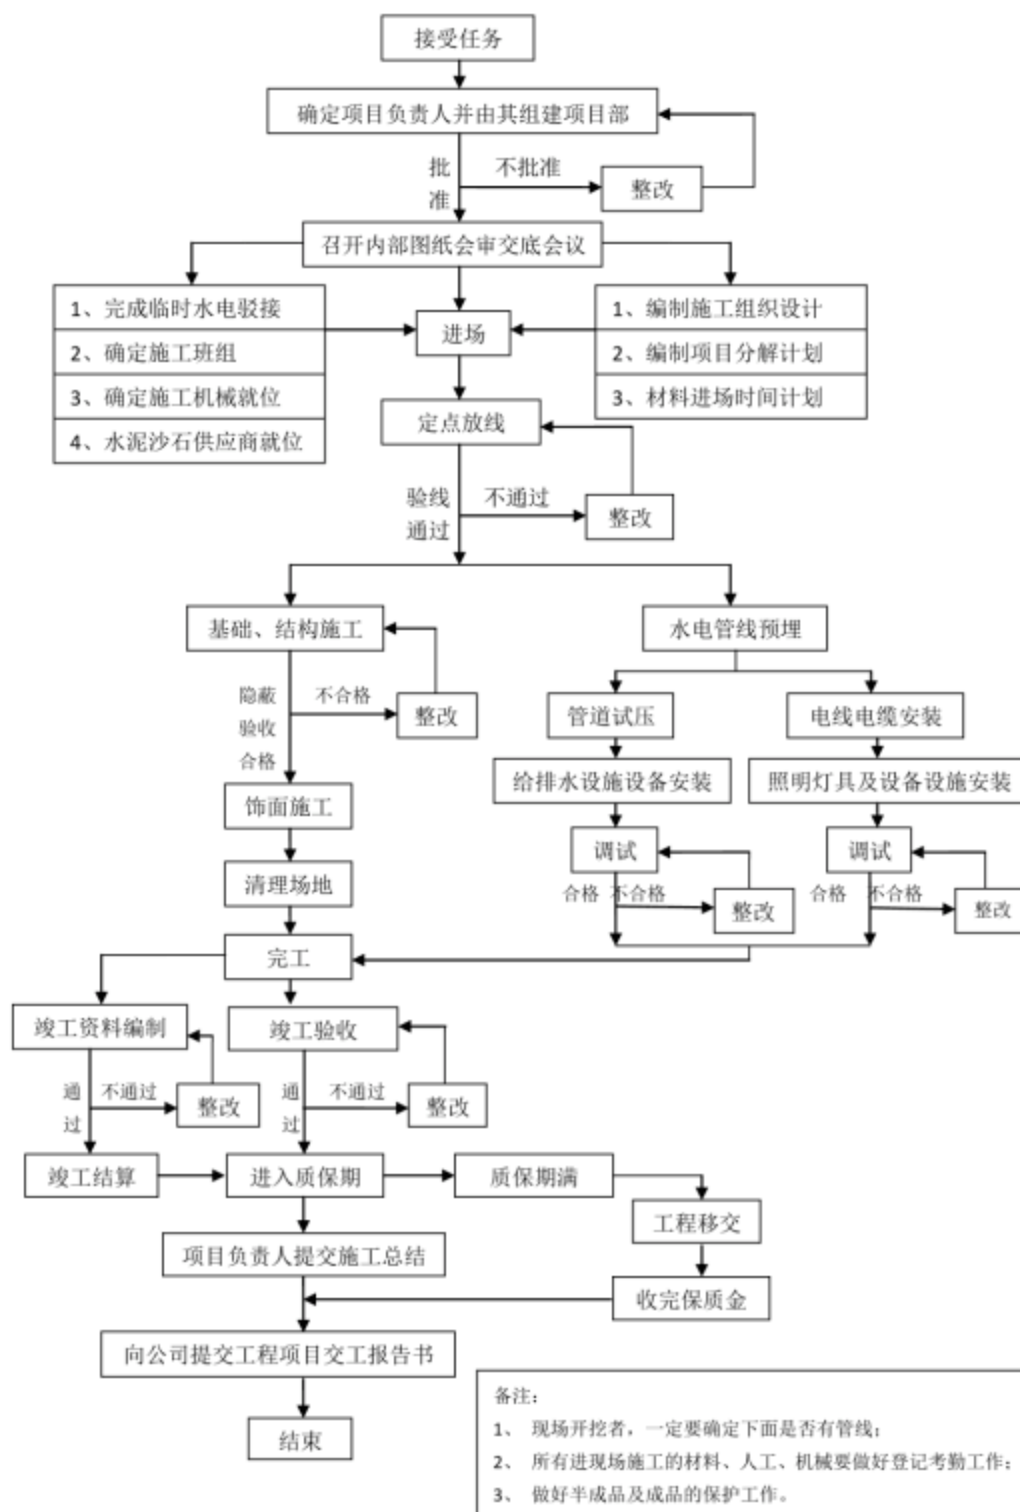 接受任务
确定项目负责人并由其组建项目部
批
准
不批准
整改
召开内部图纸会审交底会议
1、完成临时水电驳接
2、确定施工班组
3、确定施工机械就位
4、水泥沙石供应商就位
进场
1、编制施工组织设计
2、编制项目分解计划
3、材料进场时间计划
定点放线
验线
通过
不通过
整改
基础、结构施工
水电管线预埋
隐蔽
验收
合格
不合格
整改
管道试压
电线电缆安装
给排水设施设备安装
照明灯具及设备设施安装
饰面施工
调试
调试
清理场地
合格
不合格
整改
合格
不合格
整改
完工
竣工资料编制
竣工验收
通
过
不通过
整改
通
过
不通过
整改
竣工结算
进入质保期
质保期满
工程移交
项目负责人提交施工总结
收完保质金
向公司提交工程项目交工报告书
结束
备注：
1、 现场开挖者，一定要确定下面是否有管线；
2、 所有进现场施工的材料、人工、机械要做好登记考勤工作；
3、 做好半成品及成品的保护工作。